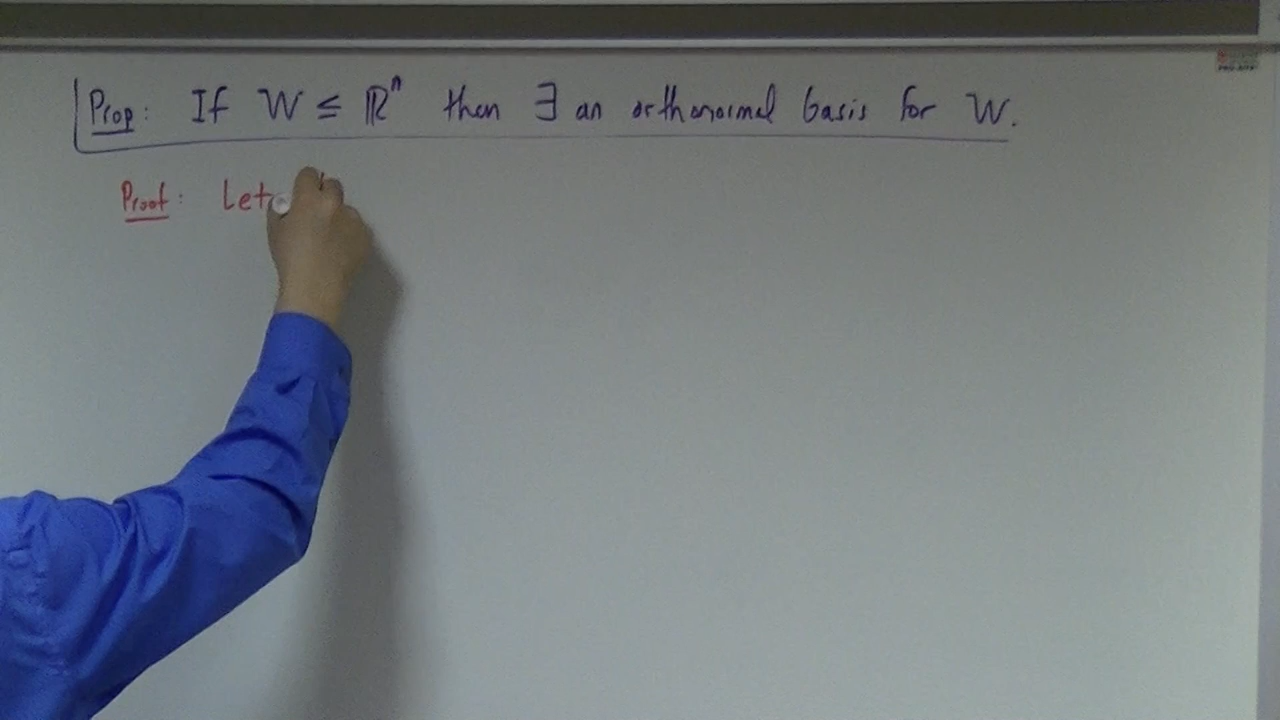 Prop: If W ≤ ℝⁿ then ∃ an orthonormal basis for W.
Proof: Let